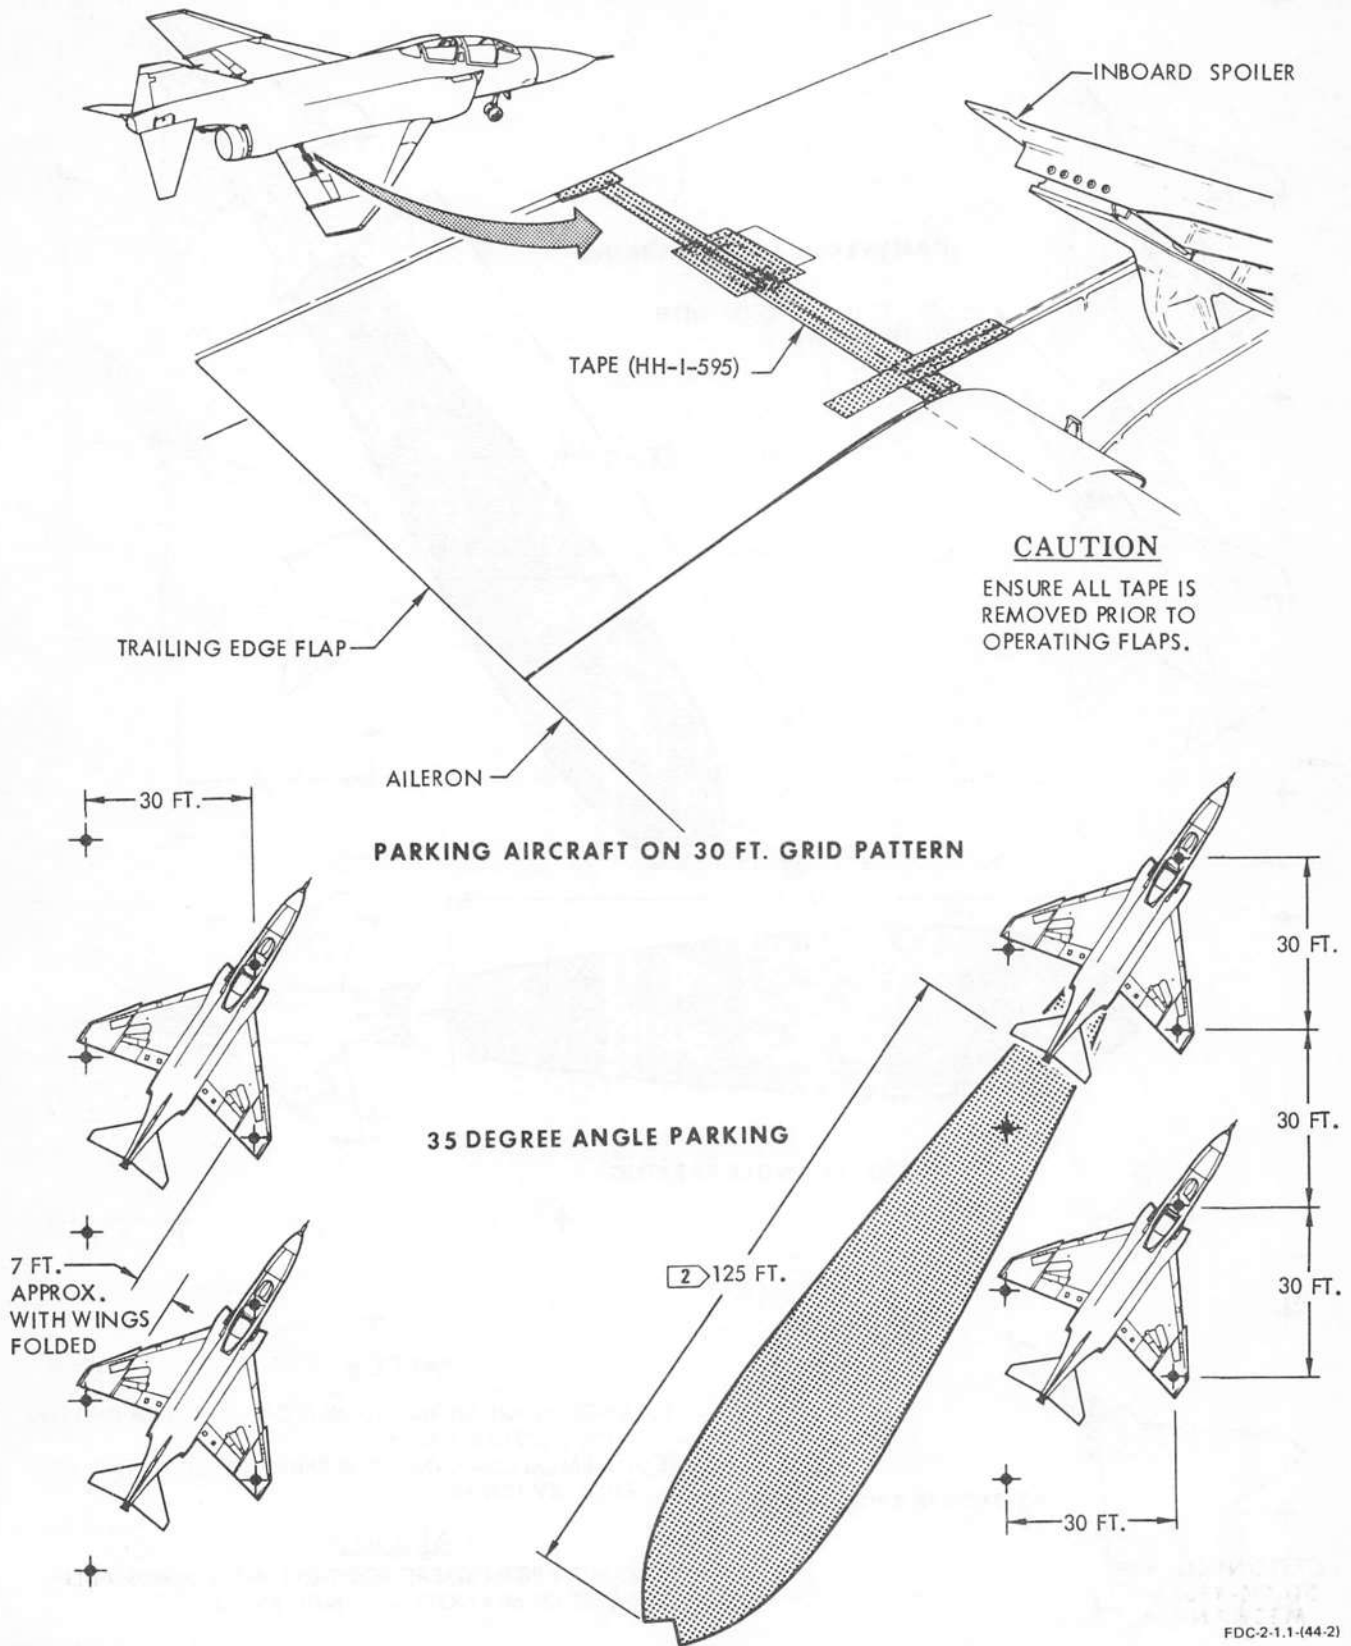 INBOARD SPOILER
TAPE (HH-I-595)
CAUTION
ENSURE ALL TAPE IS
REMOVED PRIOR TO
OPERATING FLAPS.
TRAILING EDGE FLAP
AILERON
30 FT.
PARKING AIRCRAFT ON 30 FT. GRID PATTERN
30 FT.
35 DEGREE ANGLE PARKING
30 FT.
7 FT.
APPROX.
WITH WINGS
FOLDED
2 125 FT.
30 FT.
30 FT.
FDC-2-1.1-(44-2)